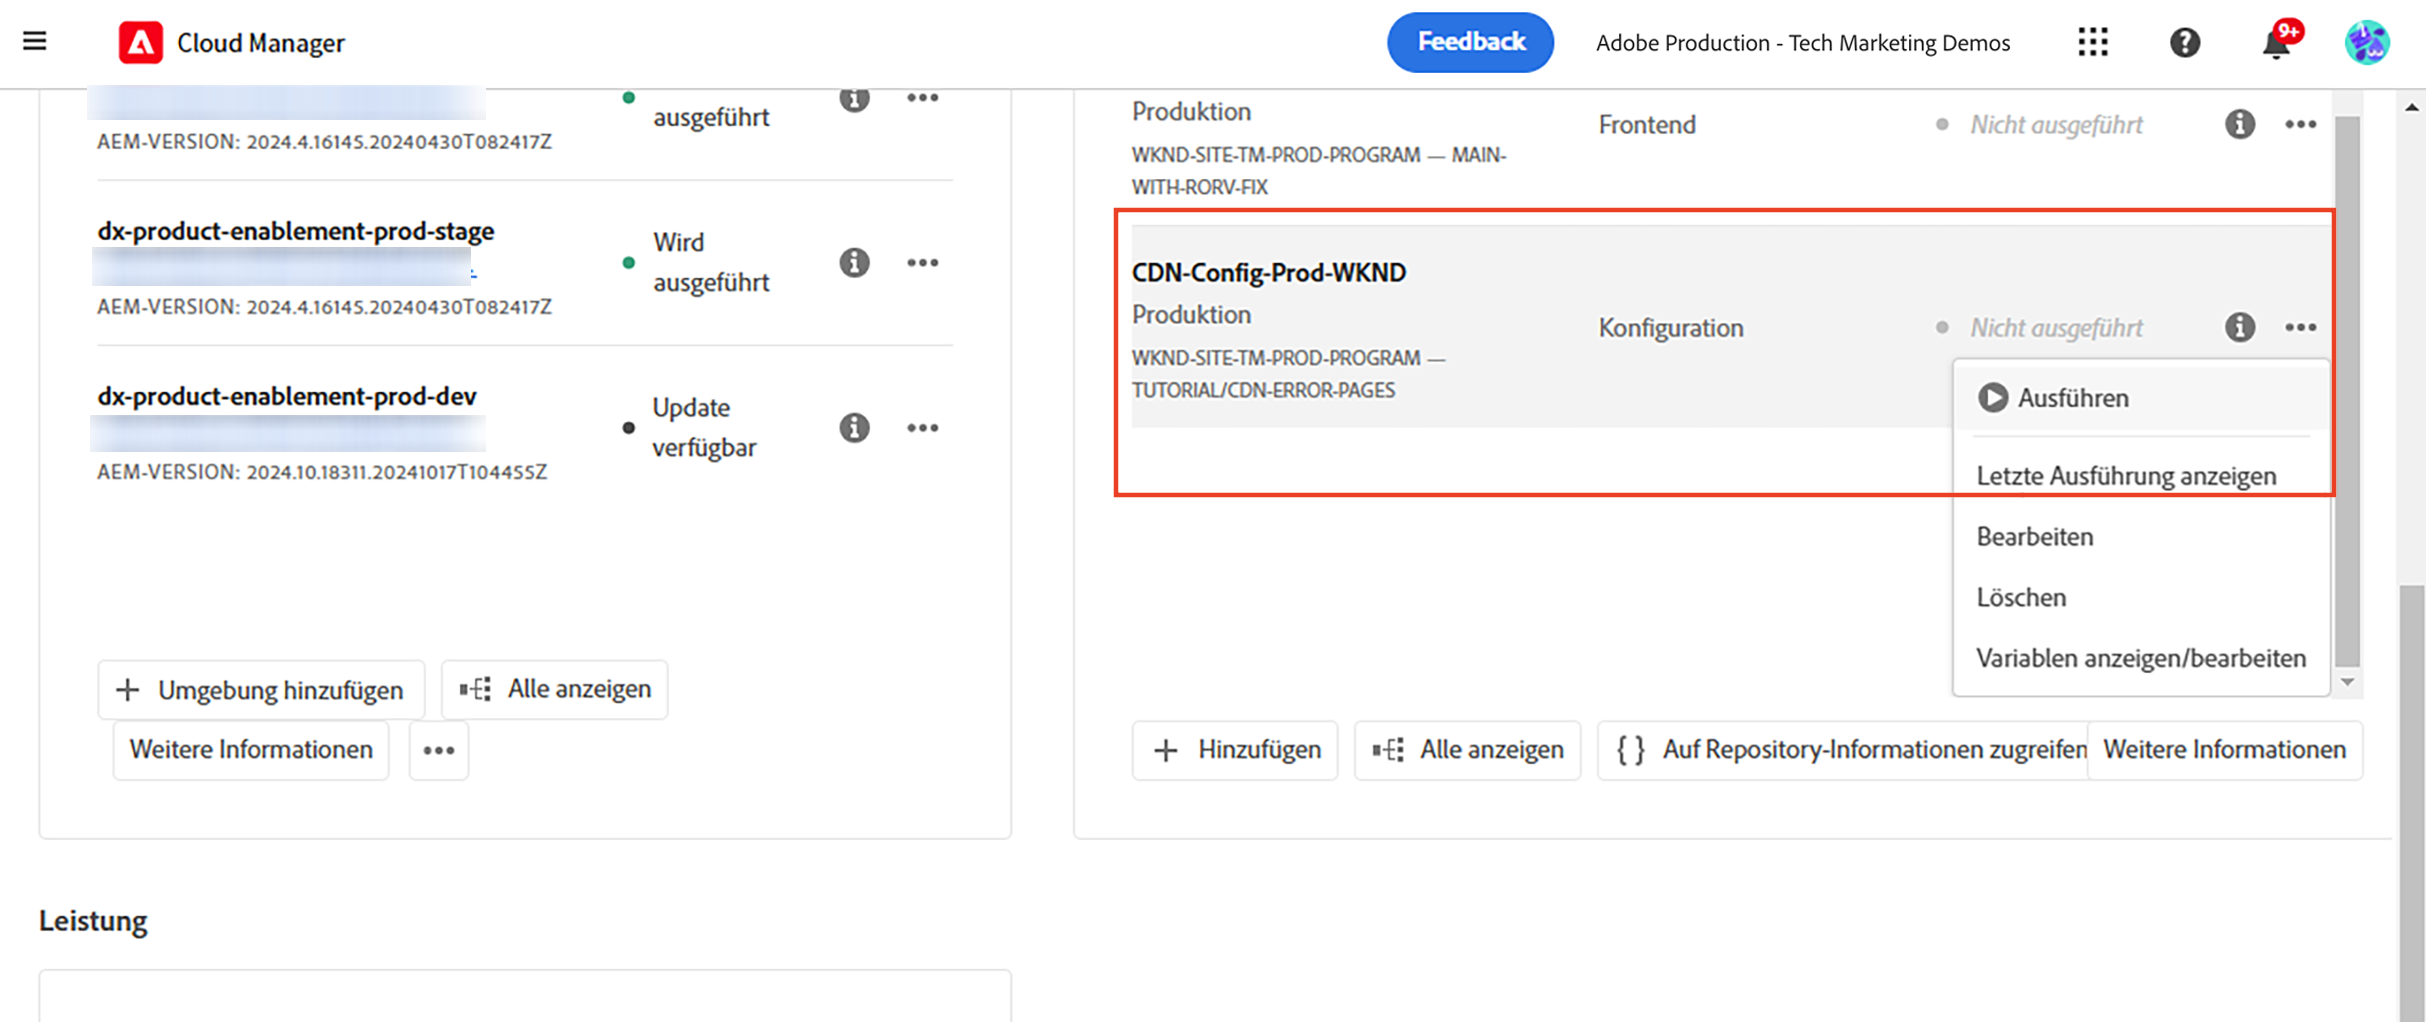 Cloud Manager
Feedback
Adobe Production - Tech Marketing Demos
9+
ausgeführt
AEM-VERSION: 2024.4.16145.20240430T082417Z
dx-product-enablement-prod-stage
Wird
ausgeführt
AEM-VERSION: 2024.4.16145.20240430T082417Z
dx-product-enablement-prod-dev
Update
verfügbar
AEM-VERSION: 2024.10.18311.20241017T104455Z
Umgebung hinzufügen
Alle anzeigen
Weitere Informationen
Produktion
Frontend
Nicht ausgeführt
WKND-SITE-TM-PROD-PROGRAM — MAIN-
WITH-RORV-FIX
CDN-Config-Prod-WKND
Produktion
Konfiguration
Nicht ausgeführt
WKND-SITE-TM-PROD-PROGRAM —
TUTORIAL/CDN-ERROR-PAGES
Ausführen
Letzte Ausführung anzeigen
Bearbeiten
Löschen
Variablen anzeigen/bearbeiten
Hinzufügen
Alle anzeigen
Auf Repository-Informationen zugreifen
Weitere Informationen
Leistung